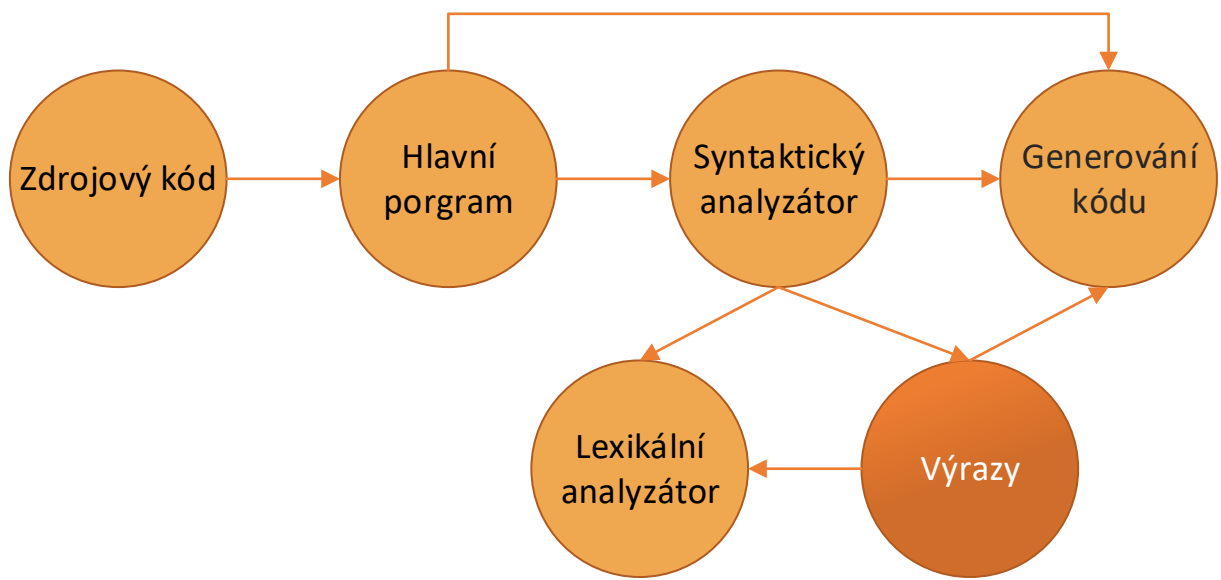 Zdrojový kód
Hlavní
porgram
Syntaktický
analyzátor
Generování
kódu
Lexikální
analyzátor
Výrazy